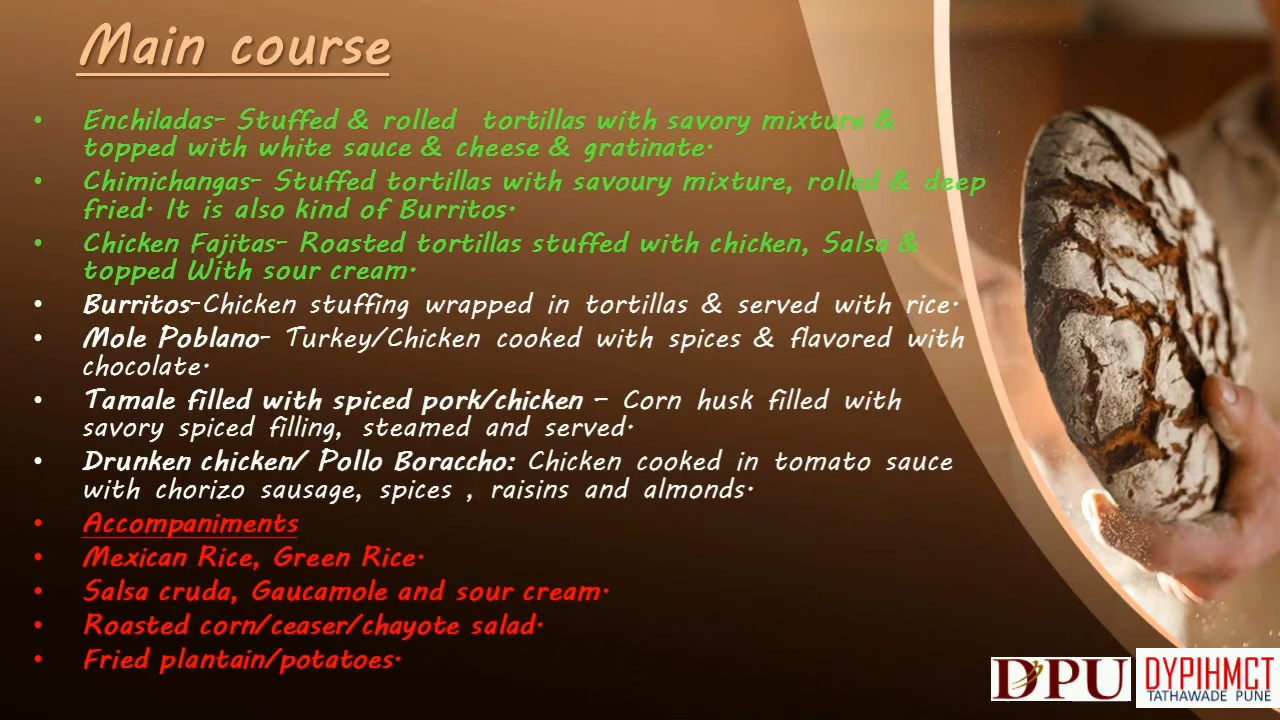 Main course
• Enchiladas- Stuffed & rolled tortillas with savory mixture &
topped with white sauce & cheese & gratinate.
• Chimichangas- Stuffed tortillas with savoury mixture, rolled & deep
fried. It is also kind of Burritos.
• Chicken Fajitas- Roasted tortillas stuffed with chicken, Salsa &
topped With sour cream.
• Burritos-Chicken stuffing wrapped in tortillas & served with rice.
• Mole Poblano- Turkey/Chicken cooked with spices & flavored with
chocolate.
• Tamale filled with spiced pork/chicken – Corn husk filled with
savory spiced filling, steamed and served.
• Drunken chicken/ Pollo Boraccho: Chicken cooked in tomato sauce
with chorizo sausage, spices , raisins and almonds.
• Accompaniments
• Mexican Rice, Green Rice.
• Salsa cruda, Gaucamole and sour cream.
• Roasted corn/ceaser/chayote salad.
• Fried plantain/potatoes.
DPU
DYPIHMCT
TATHAWADE PUNE